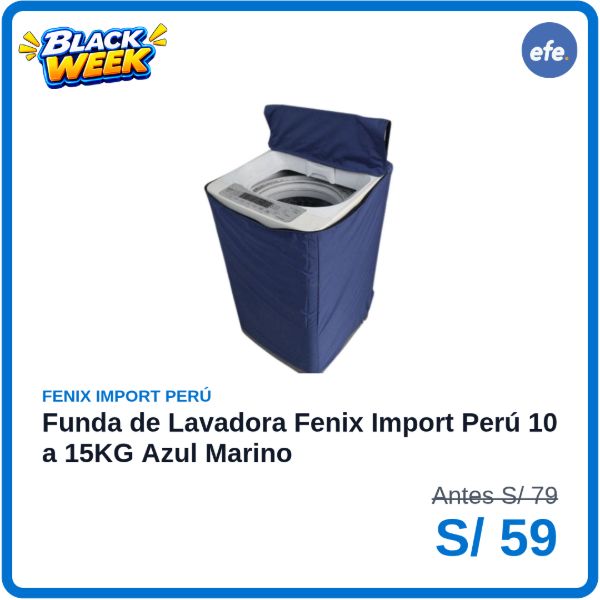 BLACK
WEEK
efe.
FENIX IMPORT PERÚ
Funda de Lavadora Fenix Import Perú 10
a 15KG Azul Marino
Antes S/ 79
S/ 59